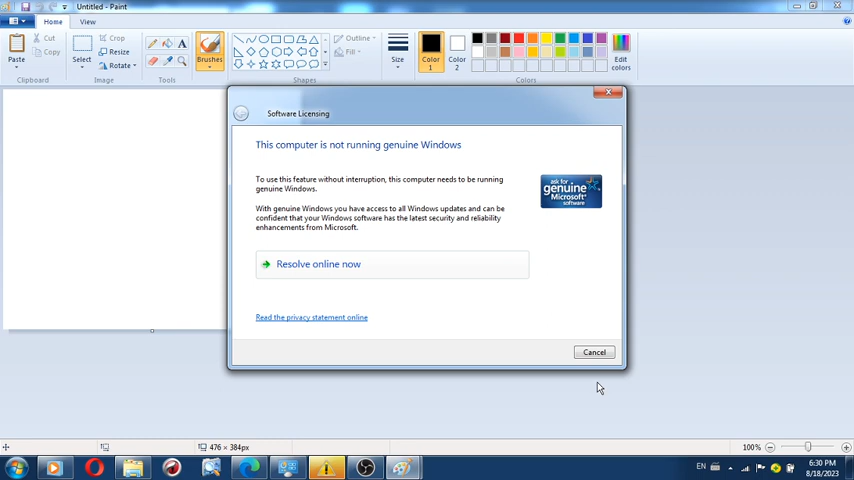 Untitled - Paint
Home View
Paste
Cut
Copy
Clipboard
Select
Crop
Resize
Rotate
Image
A
Tools
Brushes
Outline
Fill
Shapes
Size
Color 1
Color 2
Edit colors
Colors
Software Licensing
This computer is not running genuine Windows
To use this feature without interruption, this computer needs to be running
genuine Windows.
With genuine Windows you have access to all Windows updates and can be
confident that your Windows software has the latest security and reliability
enhancements from Microsoft.
ask for
genuine
Microsoft
software
Resolve online now
Read the privacy statement online
Cancel
476 × 384px
100%
EN
6:30 PM
8/18/2023